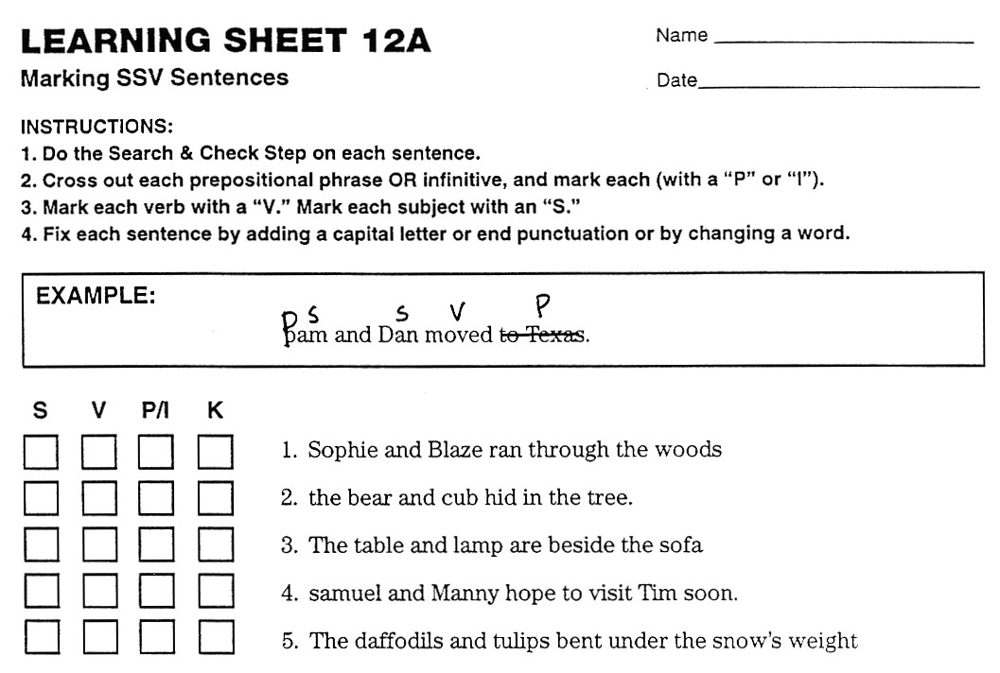 LEARNING SHEET 12A
Name
Marking SSV Sentences
Date
INSTRUCTIONS:
1. Do the Search & Check Step on each sentence.
2. Cross out each prepositional phrase OR infinitive, and mark each (with a “P” or “I”).
3. Mark each verb with a “V.” Mark each subject with an “S.”
4. Fix each sentence by adding a capital letter or end punctuation or by changing a word.
EXAMPLE:
S S V P
Pam and Dan moved to Texas.
S V P/I K
1. Sophie and Blaze ran through the woods
2. the bear and cub hid in the tree.
3. The table and lamp are beside the sofa
4. samuel and Manny hope to visit Tim soon.
5. The daffodils and tulips bent under the snow’s weight